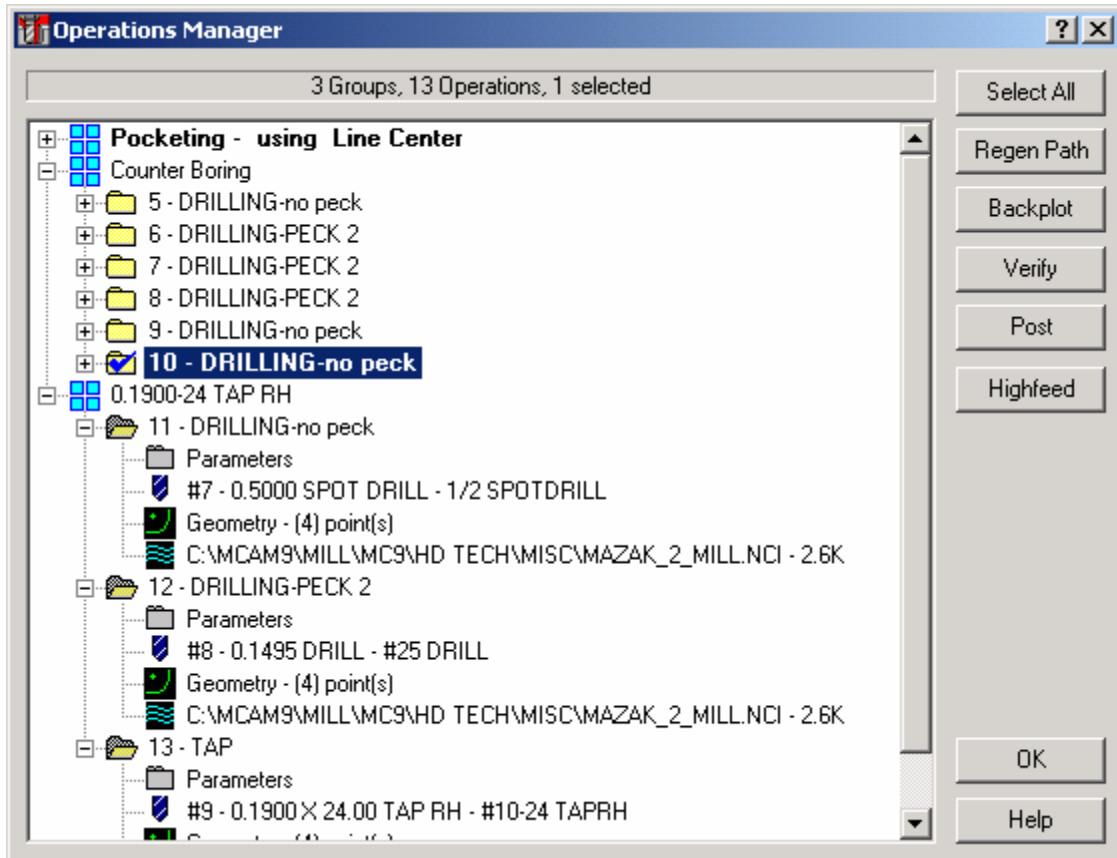 Operations Manager
3 Groups, 13 Operations, 1 selected
Select All
Regen Path
Backplot
Verify
Post
Highfeed
Pocketing - using Line Center
Counter Boring
5 - DRILLING-no peck
6 - DRILLING-PECK 2
7 - DRILLING-PECK 2
8 - DRILLING-PECK 2
9 - DRILLING-no peck
10 - DRILLING-no peck
0.1900-24 TAP RH
11 - DRILLING-no peck
Parameters
#7 - 0.5000 SPOT DRILL - 1/2 SPOTDRILL
Geometry - (4) point(s)
C:\MCAM9\MILL\MC9\HD TECH\MISC\MAZAK_2_MILL.NCI - 2.6K
12 - DRILLING-PECK 2
Parameters
#8 - 0.1495 DRILL - #25 DRILL
Geometry - (4) point(s)
C:\MCAM9\MILL\MC9\HD TECH\MISC\MAZAK_2_MILL.NCI - 2.6K
13 - TAP
Parameters
#9 - 0.1900 X 24.00 TAP RH - #10-24 TAPRH
OK
Help